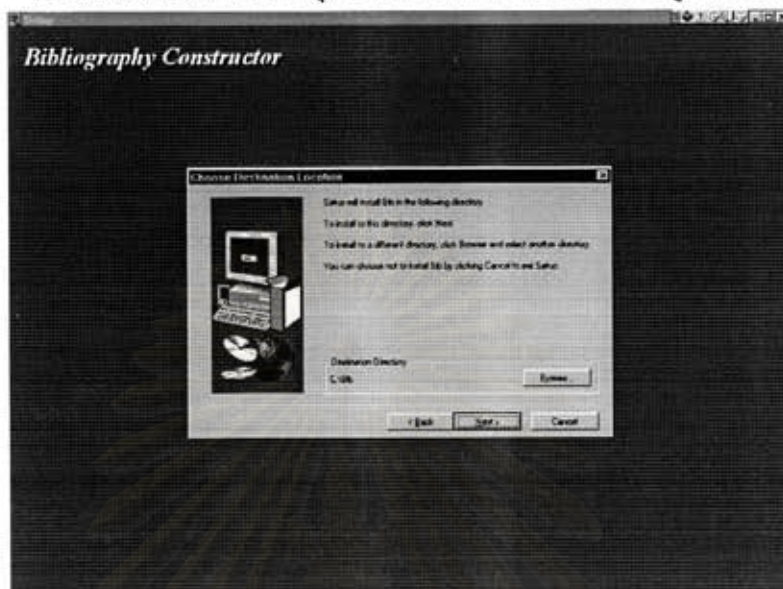 Setup
Bibliography Constructor
Choose Destination Location
Setup will install Bib in the following directory.
To install to this directory, click Next.
To install to a different directory, click Browse and select another directory.
You can choose not to install Bib by clicking Cancel to exit Setup.
Destination Directory
C:\Bib
Browse...
< Back
Next >
Cancel